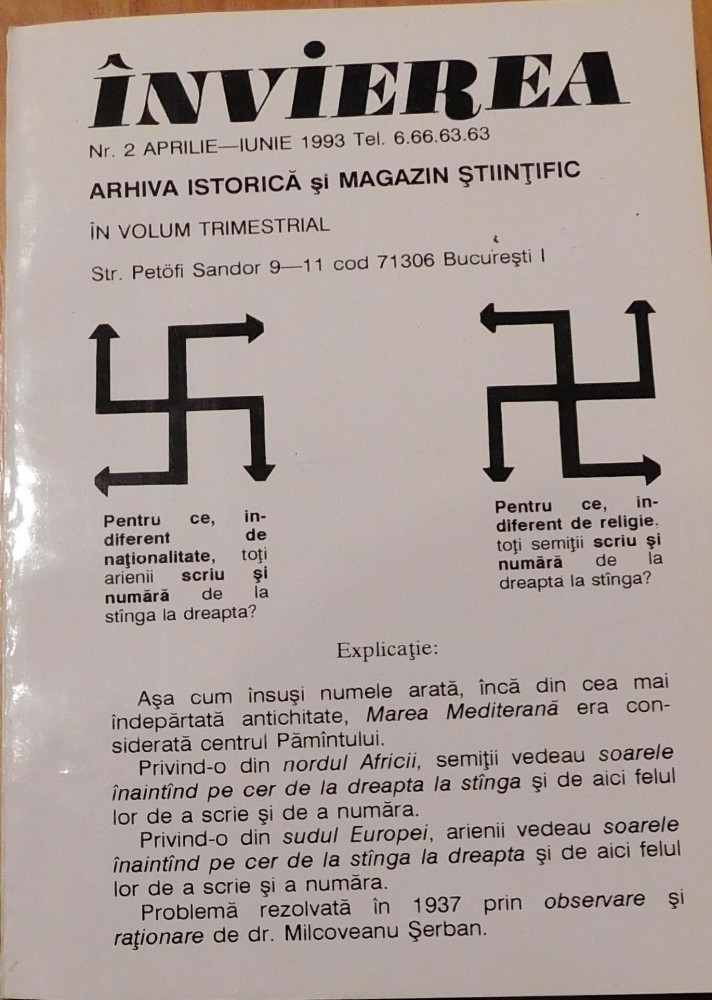 ÎNVIEREA
Nr. 2 APRILIE—IUNIE 1993 Tel. 6.66.63.63
ARHIVA ISTORICĂ şi MAGAZIN ŞTIINŢIFIC
ÎN VOLUM TRIMESTRIAL
Str. Petöfi Sandor 9—11 cod 71306 Bucureşti I
Pentru ce, in-
diferent de
naţionalitate, toţi
arienii scriu şi
numără de la
stînga la dreapta?
Pentru ce, in-
diferent de religie,
toţi semiţii scriu şi
numără de la
dreapta la stînga?
Explicaţie:
Aşa cum însuşi numele arată, încă din cea mai
îndepărtată antichitate, Marea Mediterană era con-
siderată centrul Pămîntului.
Privind-o din nordul Africii, semiţii vedeau soarele
înaintînd pe cer de la dreapta la stînga şi de aici felul
lor de a scrie şi de a număra.
Privind-o din sudul Europei, arienii vedeau soarele
înaintînd pe cer de la stînga la dreapta şi de aici felul
lor de a scrie şi a număra.
Problemă rezolvată în 1937 prin observare şi
raţionare de dr. Milcoveanu Şerban.